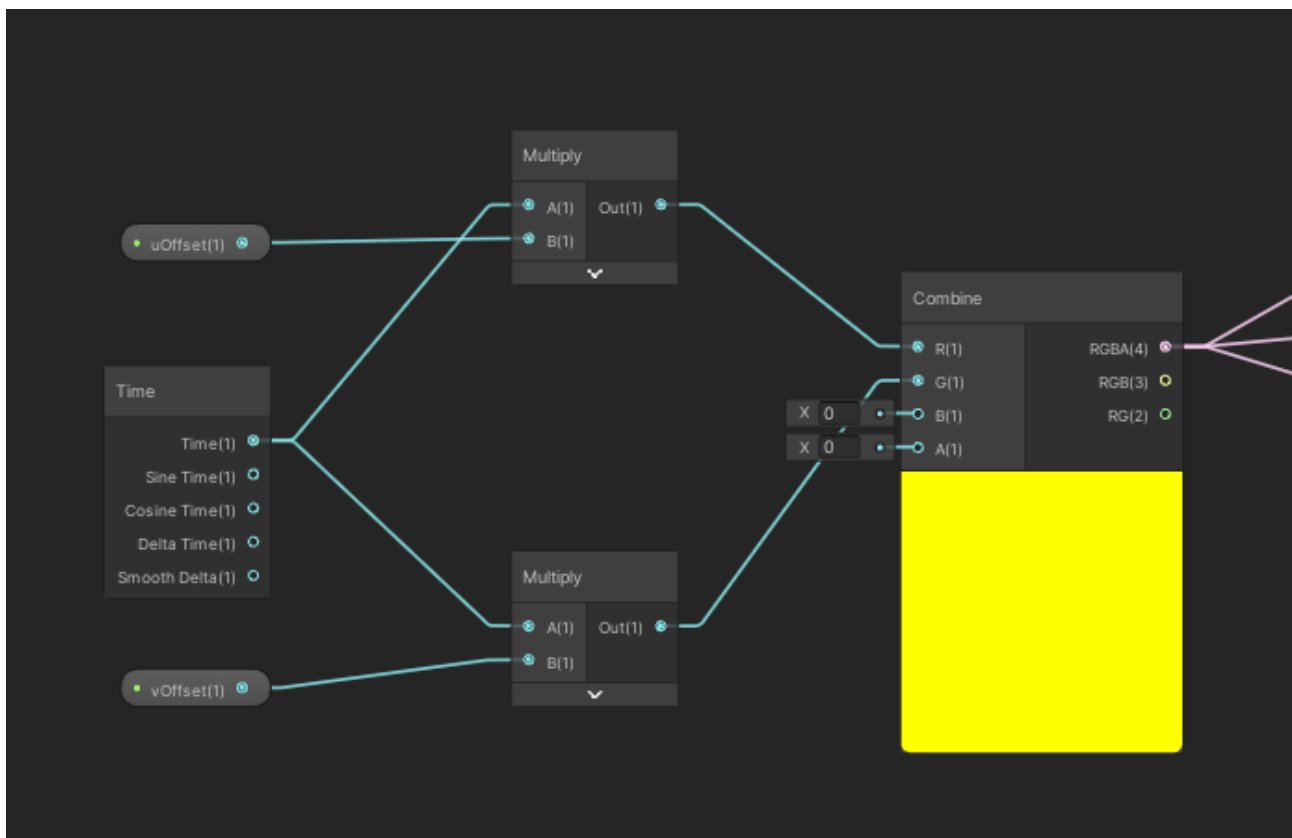 Multiply
A(1) Out(1)
B(1)
uOffset(1)
Combine
R(1) RGBA(4)
G(1) RGB(3)
X 0 B(1) RG(2)
X 0 A(1)
Time
Time(1)
Sine Time(1)
Cosine Time(1)
Delta Time(1)
Smooth Delta(1)
Multiply
A(1) Out(1)
B(1)
vOffset(1)